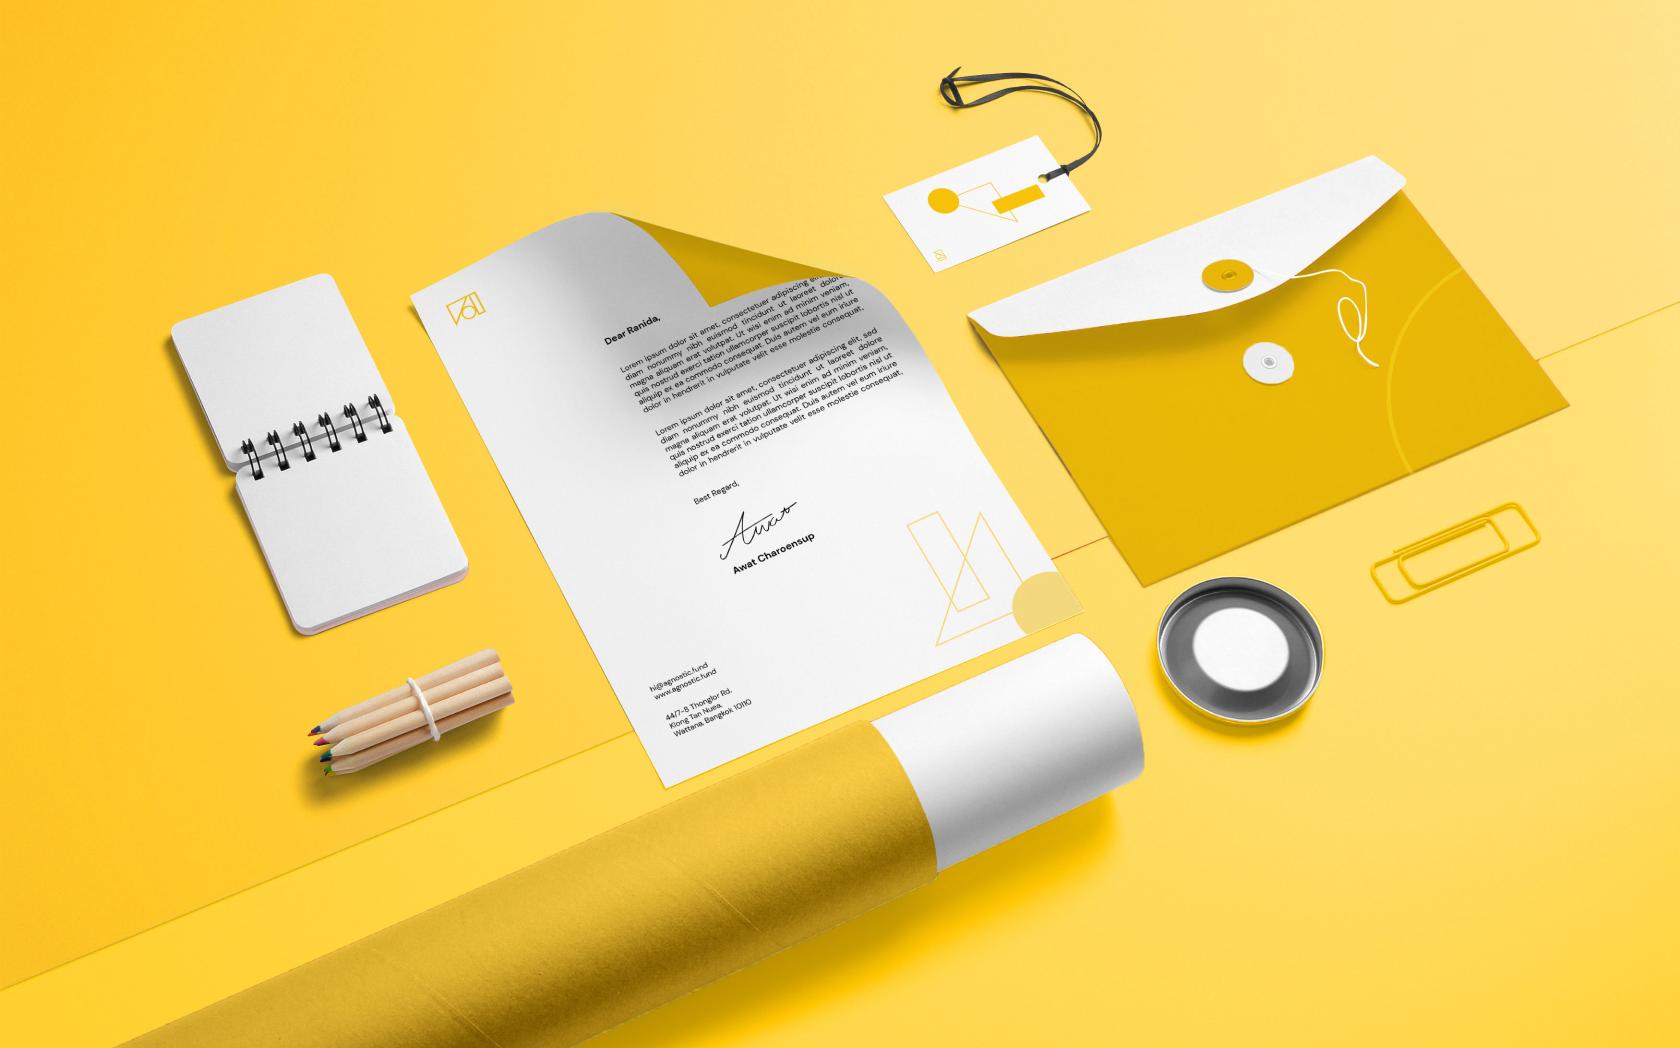 Dear Ranida,
Lorem ipsum dolor sit amet, consectetuer adipiscing
diam nonummy nibh euismod tincidunt ut laoreet dolore
magna aliquam erat volutpat. Ut wisi enim ad minim veniam,
quis nostrud exerci tation ullamcorper suscipit lobortis nisl ut
aliquip ex ea commodo consequat. Duis autem vel eum iriure
dolor in hendrerit in vulputate velit esse molestie consequat,
Lorem ipsum dolor sit amet, consectetuer adipiscing elit, sed
diam nonummy nibh euismod tincidunt ut laoreet dolore
magna aliquam erat volutpat. Ut wisi enim ad minim veniam,
quis nostrud exerci tation ullamcorper suscipit lobortis nisl ut
aliquip ex ea commodo consequat. Duis autem vel eum iriure
dolor in hendrerit in vulputate velit esse molestie consequat,
Best Regard,
Awat
Awat Charoensup
hi@agnostic.fund
www.agnostic.fund
44/7-8 Thonglor Rd.
Klong Tan Nuea,
Wattana, Bangkok 10110